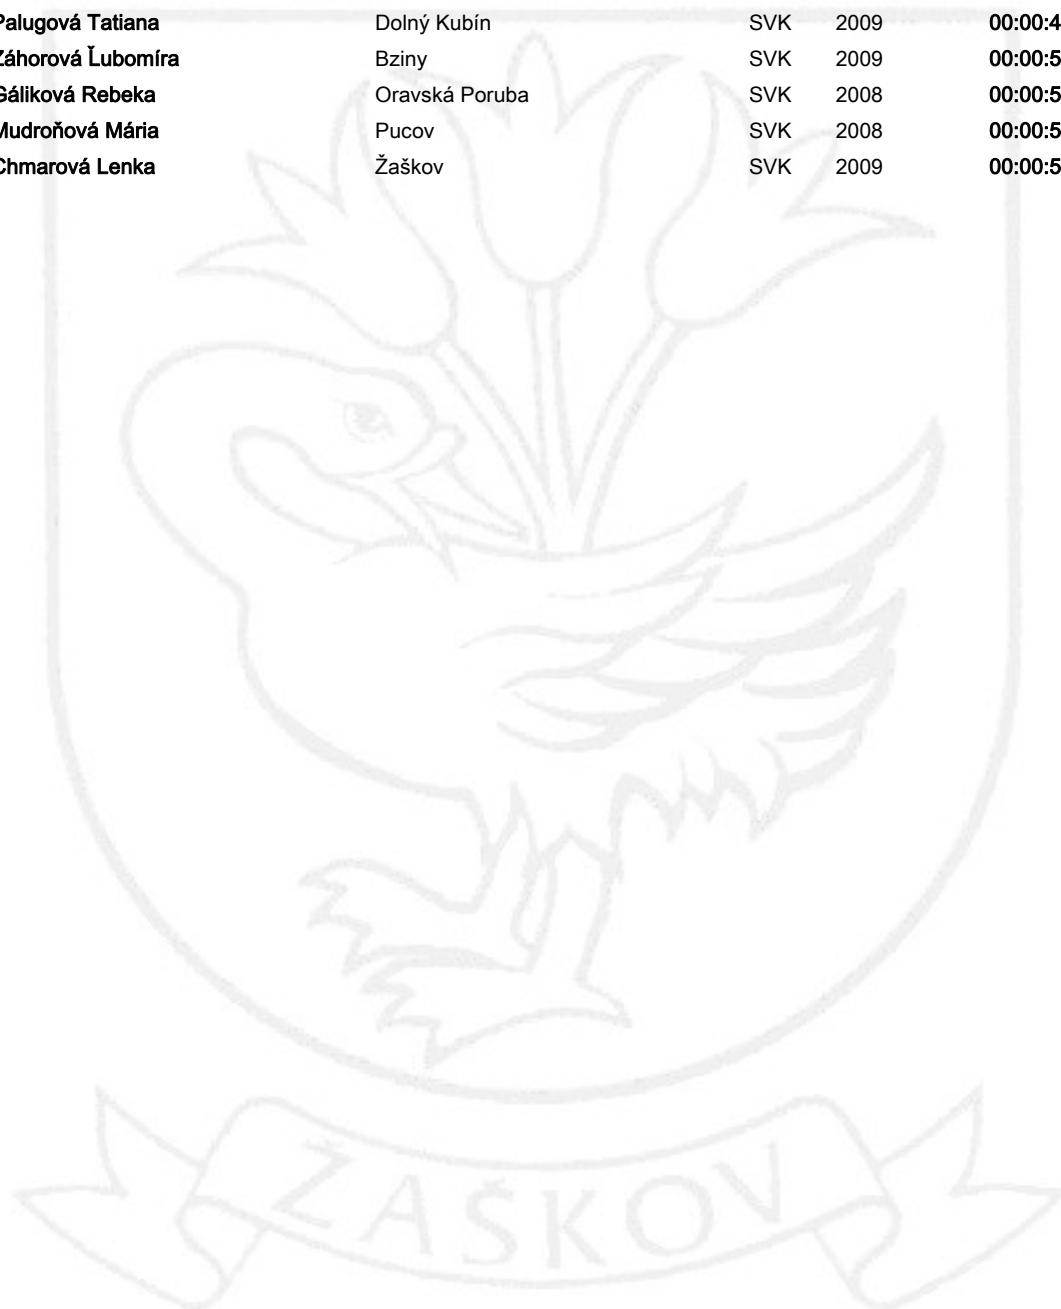 Palugová Tatiana Dolný Kubín SVK 2009 00:00:4
Záhorová Ľubomíra Bziny SVK 2009 00:00:5
Gáliková Rebeka Oravská Poruba SVK 2008 00:00:5
Mudroňová Mária Pucov SVK 2008 00:00:5
Chmarová Lenka Žaškov SVK 2009 00:00:5
ŽAŠKOV